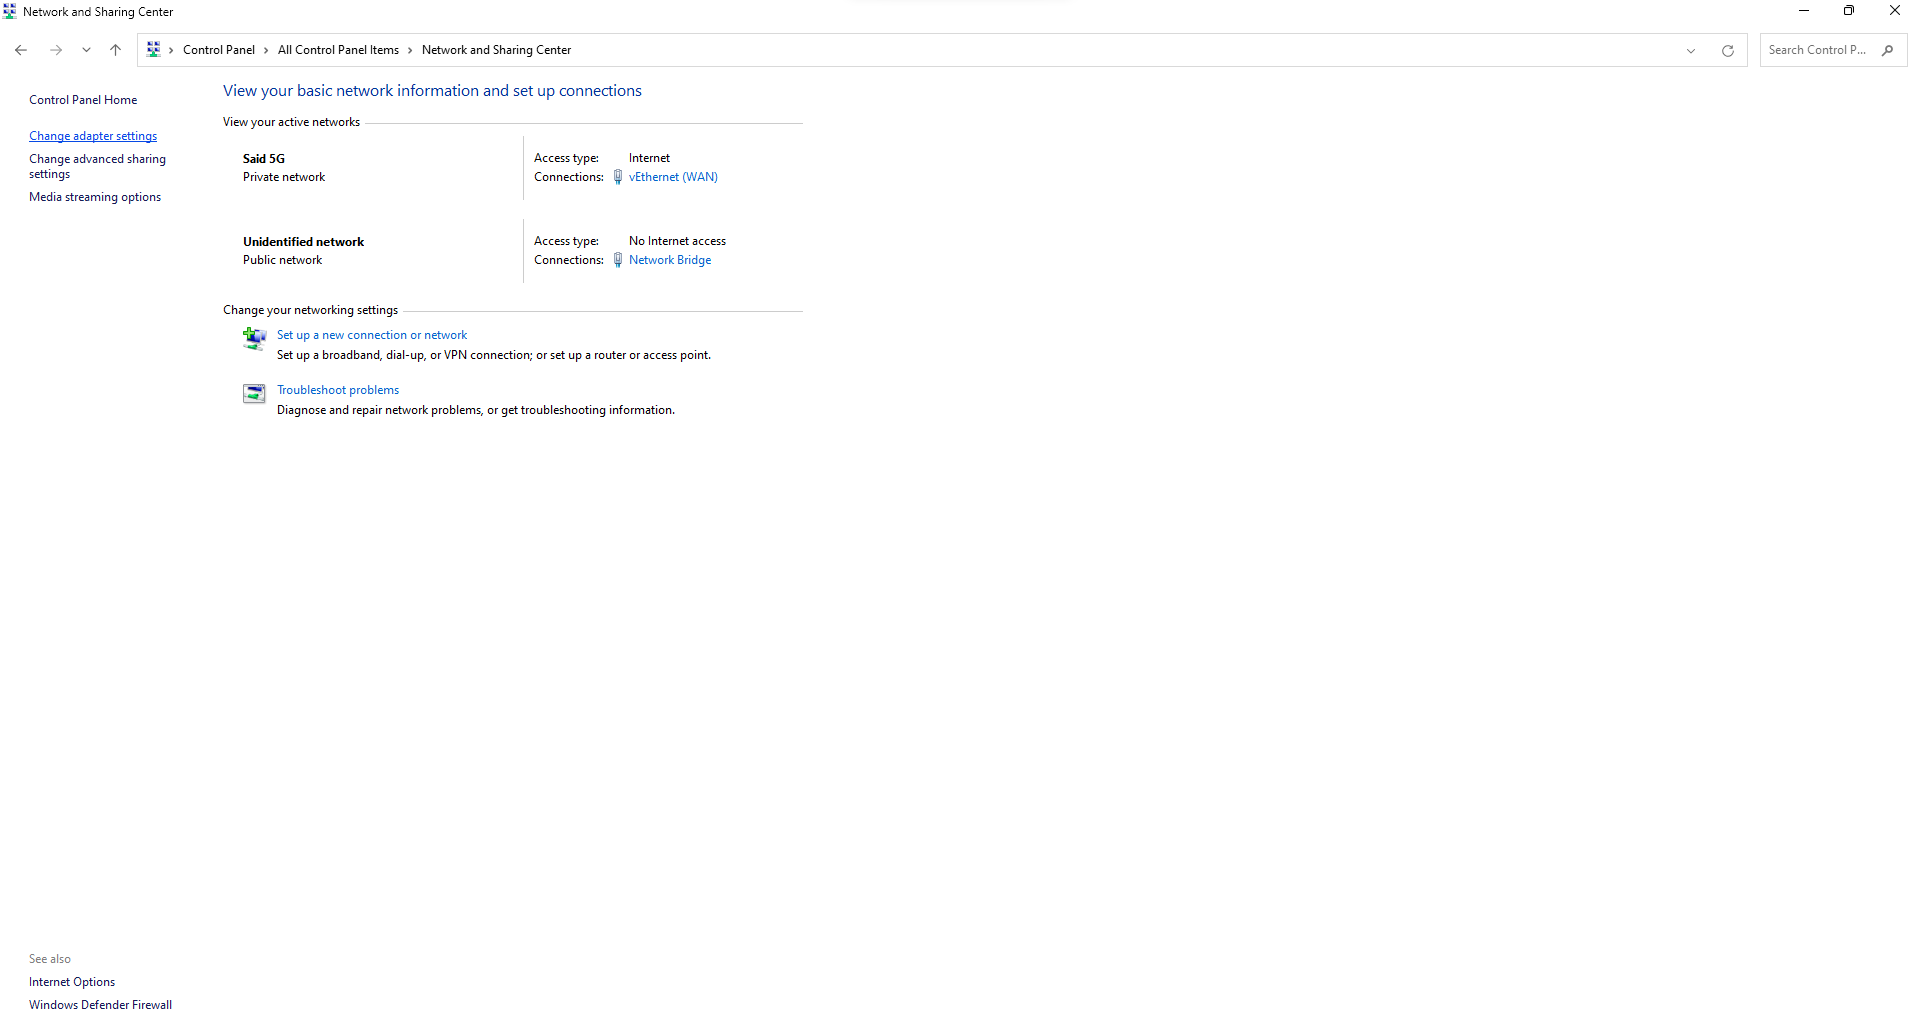 Network and Sharing Center
Control Panel > All Control Panel Items > Network and Sharing Center
Search Control P...
Control Panel Home
Change adapter settings
Change advanced sharing
settings
Media streaming options
View your basic network information and set up connections
View your active networks
Said 5G
Private network
Access type: Internet
Connections: vEthernet (WAN)
Unidentified network
Public network
Access type: No Internet access
Connections: Network Bridge
Change your networking settings
Set up a new connection or network
Set up a broadband, dial-up, or VPN connection; or set up a router or access point.
Troubleshoot problems
Diagnose and repair network problems, or get troubleshooting information.
See also
Internet Options
Windows Defender Firewall